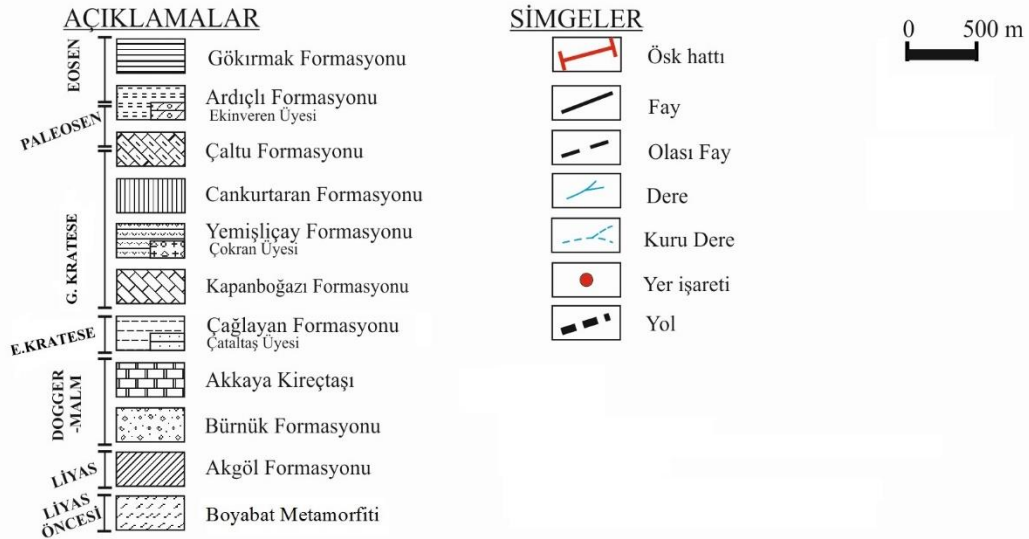 AÇIKLAMALAR
EOSEN
PALEOSEN
G. KRATESE
E.KRATESE
DOGGER
-MALM
LİYAS
LİYAS
ÖNCESİ
Gökırmak Formasyonu
Ardıçlı Formasyonu
Ekinveren Üyesi
Çaltu Formasyonu
Cankurtaran Formasyonu
Yemişliçay Formasyonu
Çokran Üyesi
Kapanboğazı Formasyonu
Çağlayan Formasyonu
Çataltaş Üyesi
Akkaya Kireçtaşı
Bürnük Formasyonu
Akgöl Formasyonu
Boyabat Metamorfiti
SİMGELER
Ösk hattı
Fay
Olası Fay
Dere
Kuru Dere
Yer işareti
Yol
0 500 m